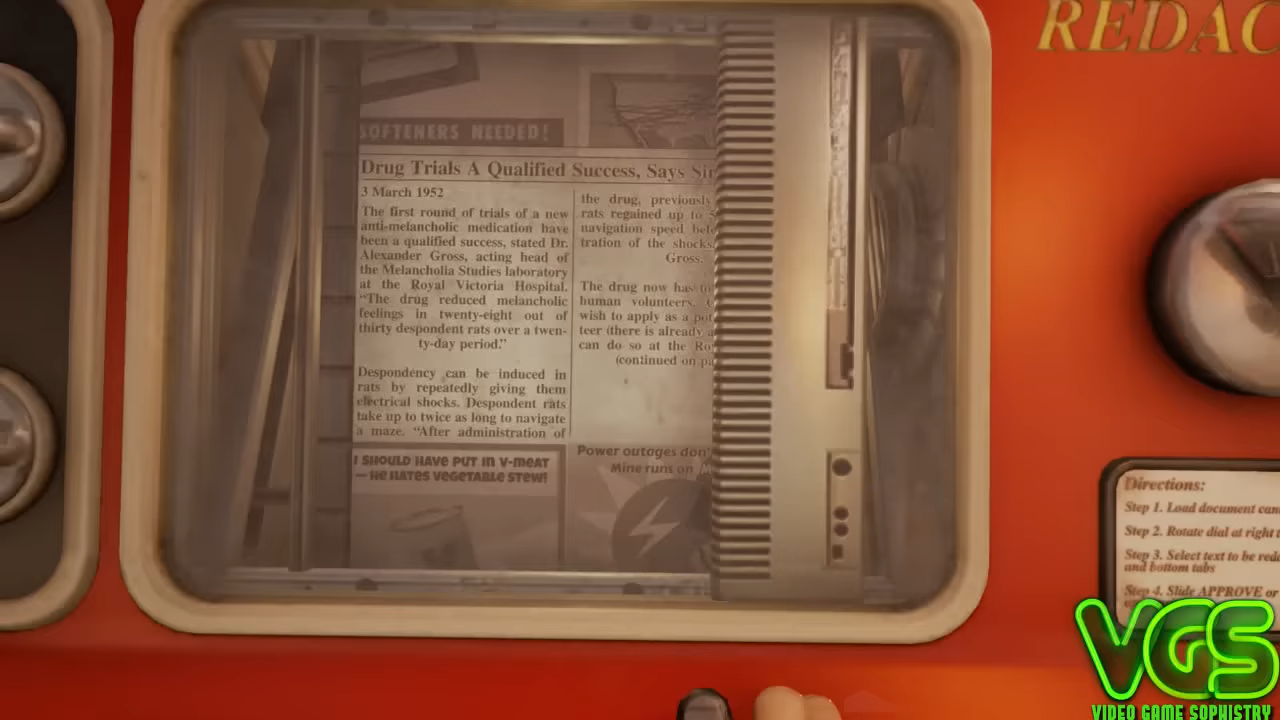 REDAC
SOFTENERS NEEDED!
Drug Trials A Qualified Success, Says Sir
3 March 1952
The first round of trials of a new
anti-melancholic medication have
been a qualified success, stated Dr.
Alexander Gross, acting head of
the Melancholia Studies laboratory
at the Royal Victoria Hospital.
"The drug reduced melancholic
feelings in twenty-eight out of
thirty despondent rats over a twen-
ty-day period."
Despondency can be induced in
rats by repeatedly giving them
electrical shocks. Despondent rats
take up to twice as long to navigate
a maze. "After administration of
the drug, previously
rats regained up to 5
navigation speed befo
tration of the shocks
Gross.
The drug now has to
human volunteers.
wish to apply as a pot
teer (there is already a
can do so at the Ro
(continued on pa
I SHOULD HAVE PUT IN V-MEAT
— HE HATES VEGETABLE STEW!
Power outages don'
Mine runs on
Directions:
Step 1. Load document can
Step 2. Rotate dial at right t
Step 3. Select text to be reda
and bottom tabs
Step 4. Slide APPROVE or
VGS
VIDEO GAME SOPHISTRY